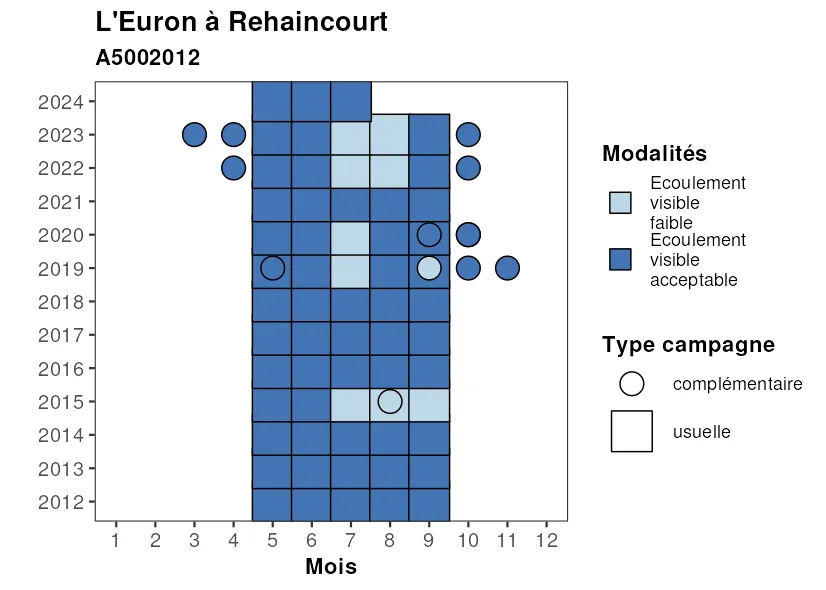 L'Euron à Rehaincourt
A5002012
2024
2023
2022
2021
2020
2019
2018
2017
2016
2015
2014
2013
2012
1 2 3 4 5 6 7 8 9 10 11 12
Mois
Modalités
Ecoulement
visible
faible
Ecoulement
visible
acceptable
Type campagne
complémentaire
usuelle